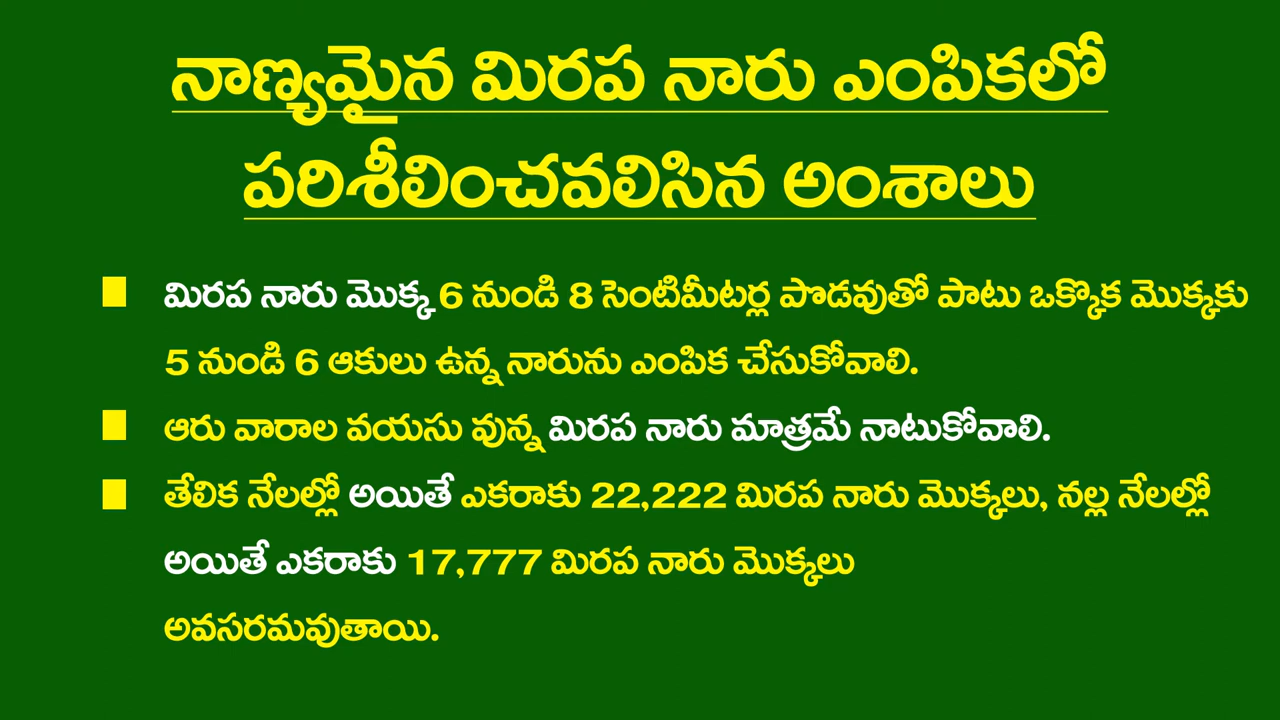 నాణ్యమైన మిరప నారు ఎంపికలో
పరిశీలించవలిసిన అంశాలు
మిరప నారు మొక్క 6 నుండి 8 సెంటిమీటర్ల పొడవుతో పాటు ఒక్కొక మొక్కకు
5 నుండి 6 ఆకులు ఉన్న నారును ఎంపిక చేసుకోవాలి.
ఆరు వారాల వయసు వున్న మిరప నారు మాత్రమే నాటుకోవాలి.
తేలిక నేలల్లో అయితే ఎకరాకు 22,222 మిరప నారు మొక్కలు, నల్ల నేలల్లో
అయితే ఎకరాకు 17,777 మిరప నారు మొక్కలు
అవసరమవుతాయి.